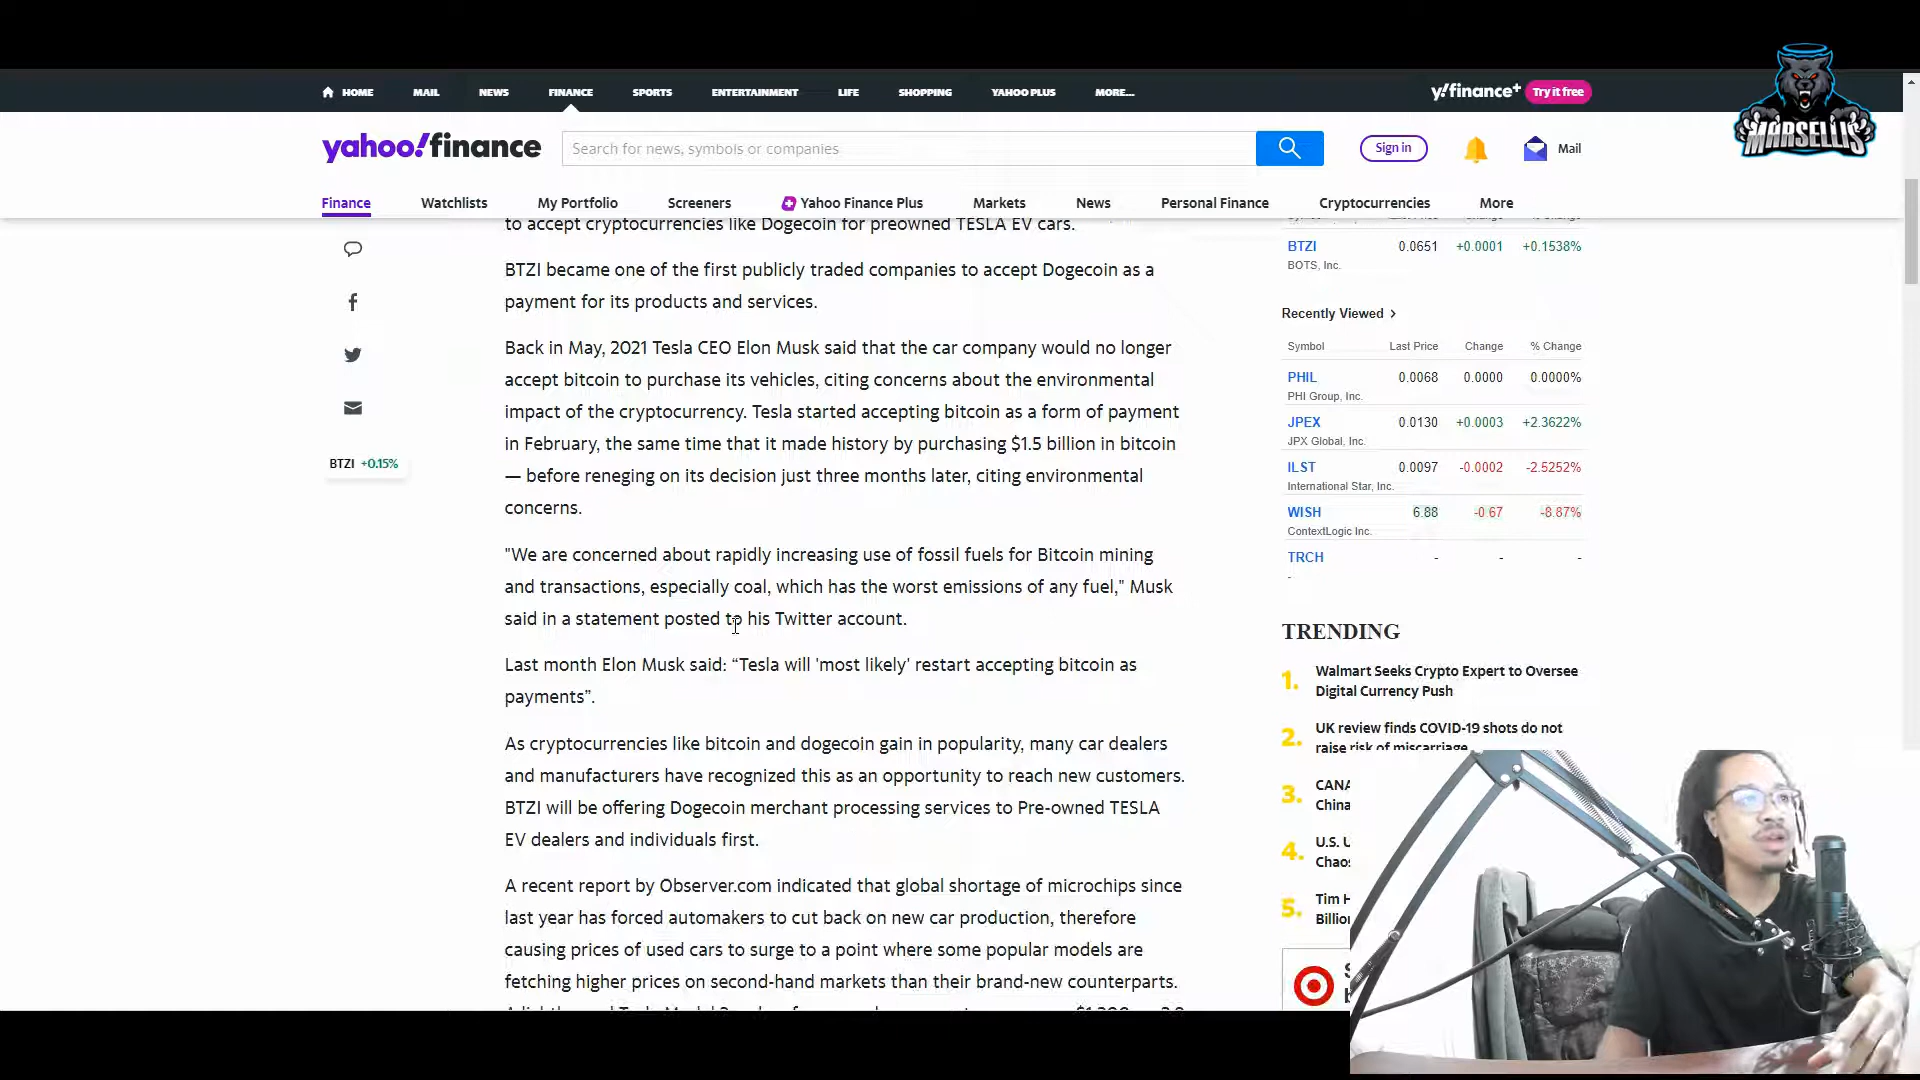 HOME MAIL NEWS FINANCE SPORTS ENTERTAINMENT LIFE SHOPPING YAHOO PLUS MORE...
y!finance+ Try it free
MARSELLIS
yahoo!finance
Search for news, symbols or companies
Sign in
Mail
Finance Watchlists My Portfolio Screeners Yahoo Finance Plus Markets News Personal Finance Cryptocurrencies More
to accept cryptocurrencies like Dogecoin for preowned TESLA EV cars.
BTZI became one of the first publicly traded companies to accept Dogecoin as a
payment for its products and services.
Back in May, 2021 Tesla CEO Elon Musk said that the car company would no longer
accept bitcoin to purchase its vehicles, citing concerns about the environmental
impact of the cryptocurrency. Tesla started accepting bitcoin as a form of payment
in February, the same time that it made history by purchasing $1.5 billion in bitcoin
— before reneging on its decision just three months later, citing environmental
concerns.
"We are concerned about rapidly increasing use of fossil fuels for Bitcoin mining
and transactions, especially coal, which has the worst emissions of any fuel," Musk
said in a statement posted to his Twitter account.
Last month Elon Musk said: “Tesla will 'most likely' restart accepting bitcoin as
payments”.
As cryptocurrencies like bitcoin and dogecoin gain in popularity, many car dealers
and manufacturers have recognized this as an opportunity to reach new customers.
BTZI will be offering Dogecoin merchant processing services to Pre-owned TESLA
EV dealers and individuals first.
A recent report by Observer.com indicated that global shortage of microchips since
last year has forced automakers to cut back on new car production, therefore
causing prices of used cars to surge to a point where some popular models are
fetching higher prices on second-hand markets than their brand-new counterparts.
BTZI +0.15%
BTZI 0.0651 +0.0001 +0.1538%
BOTS, Inc.
Recently Viewed
Symbol Last Price Change % Change
PHIL 0.0068 0.0000 0.0000%
PHI Group, Inc.
JPEX 0.0130 +0.0003 +2.3622%
JPX Global, Inc.
ILST 0.0097 -0.0002 -2.5252%
International Star, Inc.
WISH 6.88 -0.67 -8.87%
ContextLogic Inc.
TRCH - - -
-
TRENDING
1. Walmart Seeks Crypto Expert to Oversee
Digital Currency Push
2. UK review finds COVID-19 shots do not
raise risk of miscarriage
3. CANA
China
4. U.S.
Chaos
5. Tim H
Billio